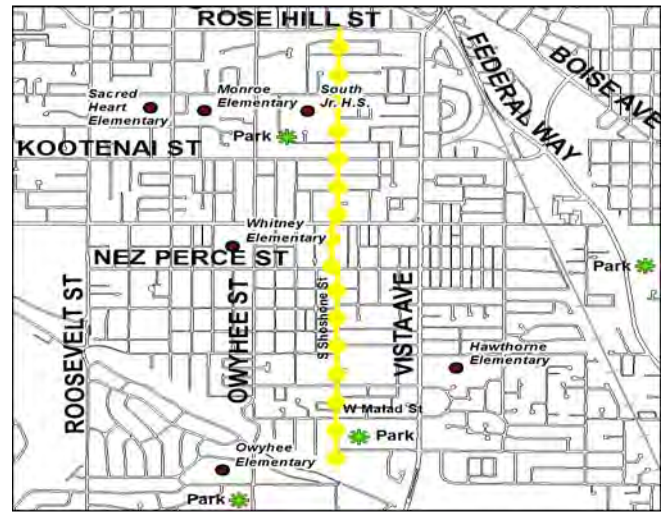 ROSE HILL ST
FEDERAL WAY
BOISE AVE
Sacred
Heart
Elementary
Monroe
Elementary
South
Jr. H.S.
Park
KOOTENAI ST
Whitney
Elementary
NEZ PERCE ST
Park
ROOSEVELT ST
OWYHEE ST
S Shoshone St
VISTA AVE
Hawthorne
Elementary
W Malad St
Park
Owyhee
Elementary
Park